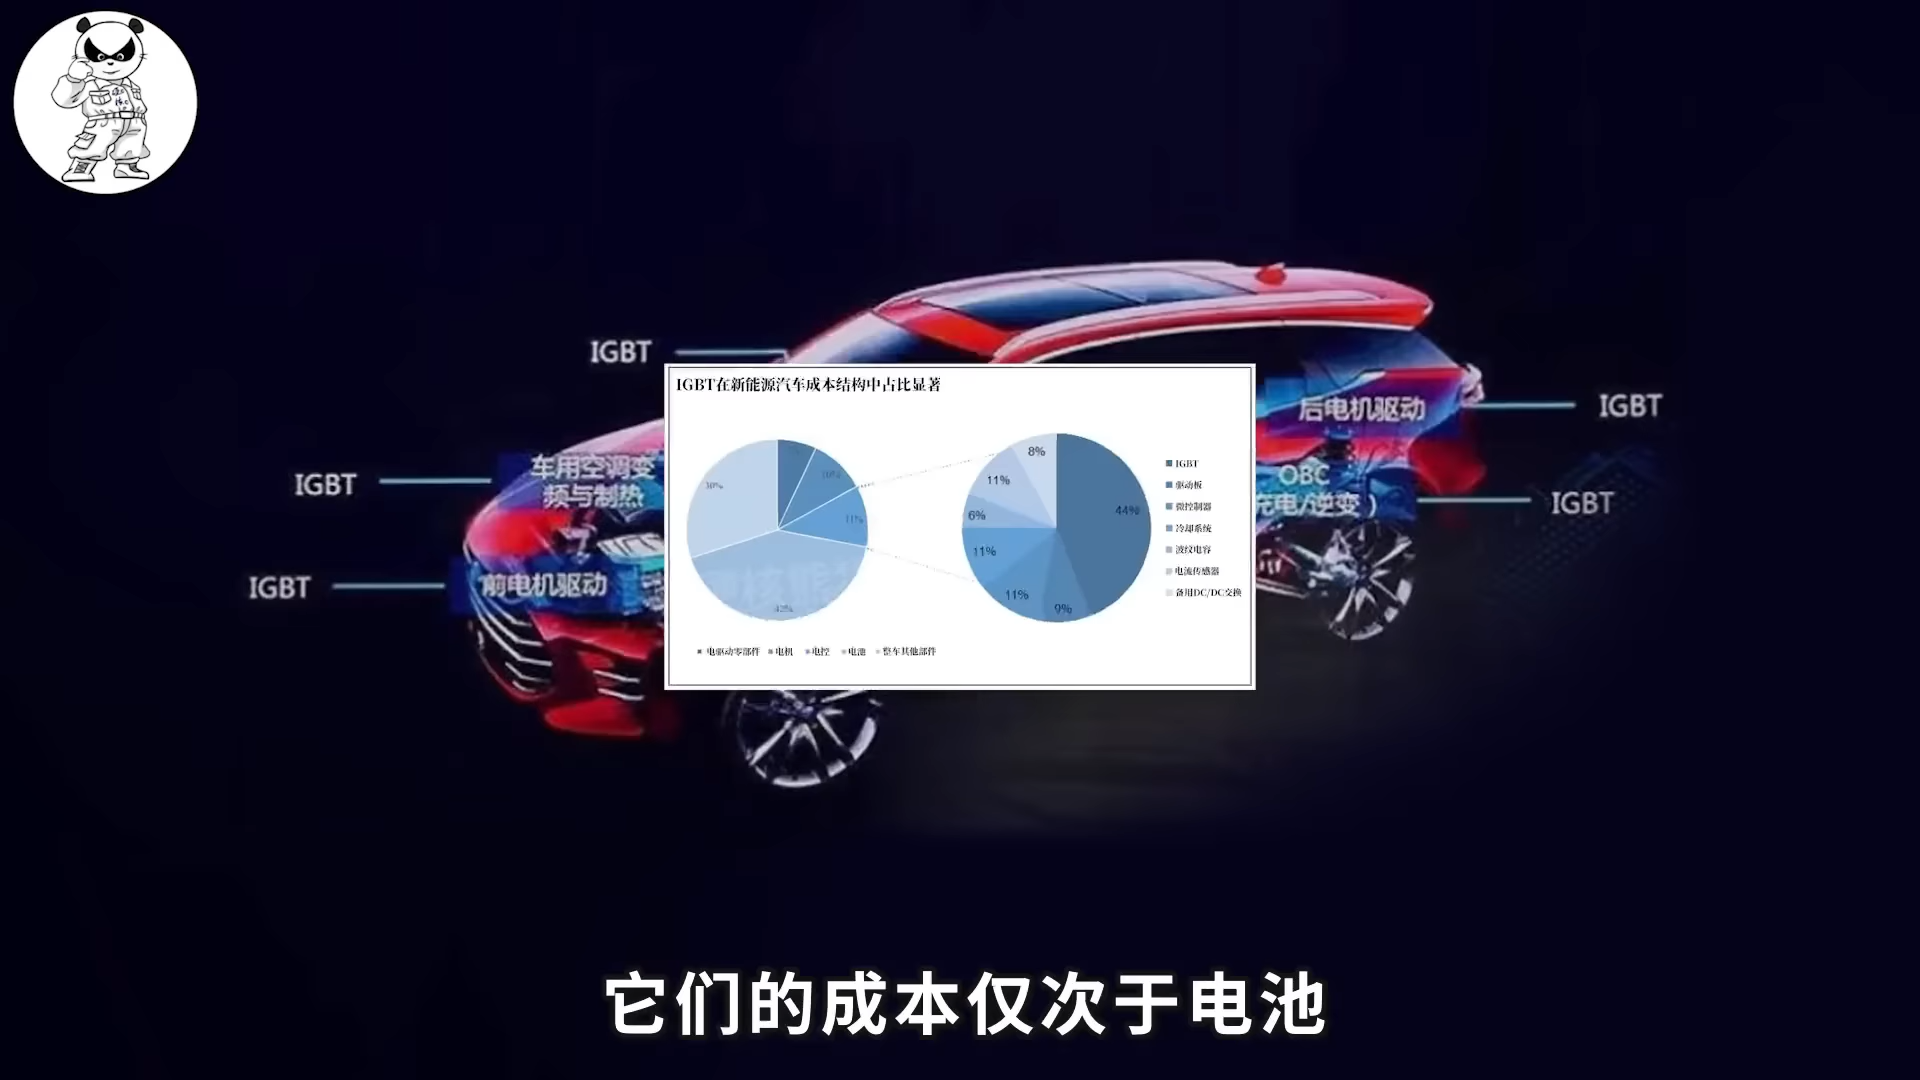 IGBT
IGBT在新能源汽车成本结构中占比显著
后电机驱动
IGBT
IGBT
车用空调变
频与制热
30%
10%
11%
42%
8%
11%
6%
11%
11%
9%
44%
IGBT
驱动板
微控制器
冷却系统
波纹电容
电流传感器
备用DC/DC交换
OBC
充电/逆变）
IGBT
IGBT
前电机驱动
电驱动零部件
电机
电控
电池
整车其他部件
它们的成本仅次于电池